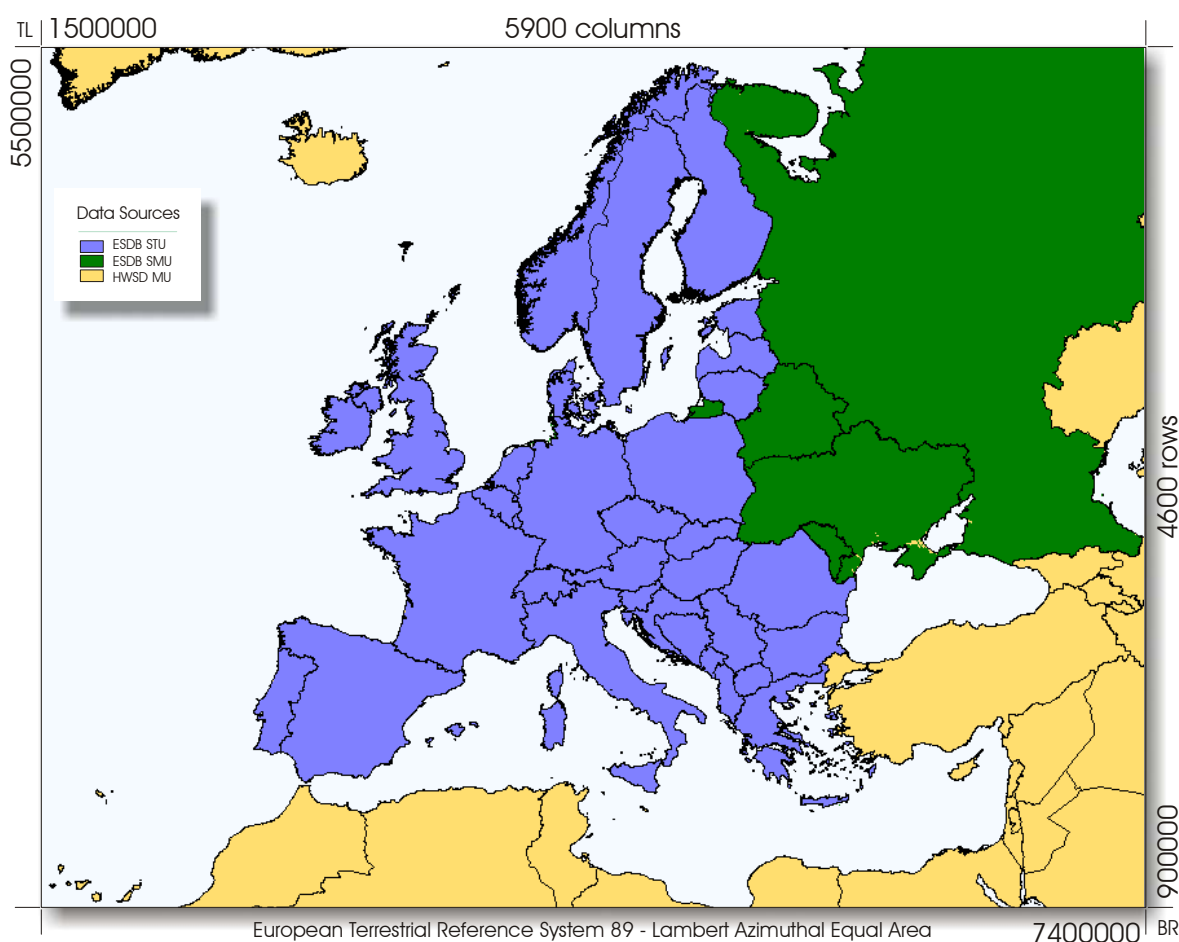 TL
1500000
5900 columns
5500000
Data Sources
ESDB STU
ESDB SMU
HWSD MU
4600 rows
900000
European Terrestrial Reference System 89 - Lambert Azimuthal Equal Area
7400000
BR